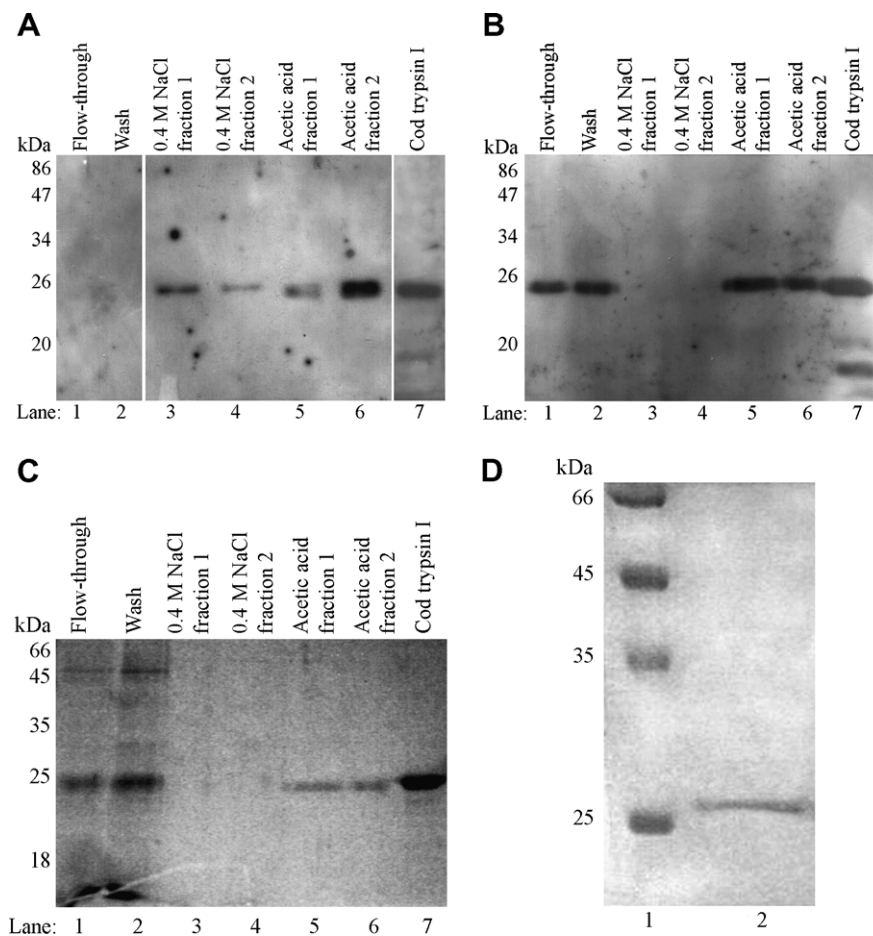 A
Flow-through
Wash
0.4 M NaCl
fraction 1
0.4 M NaCl
fraction 2
Acetic acid
fraction 1
Acetic acid
fraction 2
Cod trypsin I
kDa
86
47
34
26
20
Lane: 1 2 3 4 5 6 7
B
Flow-through
Wash
0.4 M NaCl
fraction 1
0.4 M NaCl
fraction 2
Acetic acid
fraction 1
Acetic acid
fraction 2
Cod trypsin I
kDa
86
47
34
26
20
Lane: 1 2 3 4 5 6 7
C
Flow-through
Wash
0.4 M NaCl
fraction 1
0.4 M NaCl
fraction 2
Acetic acid
fraction 1
Acetic acid
fraction 2
Cod trypsin I
kDa
66
45
35
25
18
Lane: 1 2 3 4 5 6 7
D
kDa
66
45
35
25
1 2